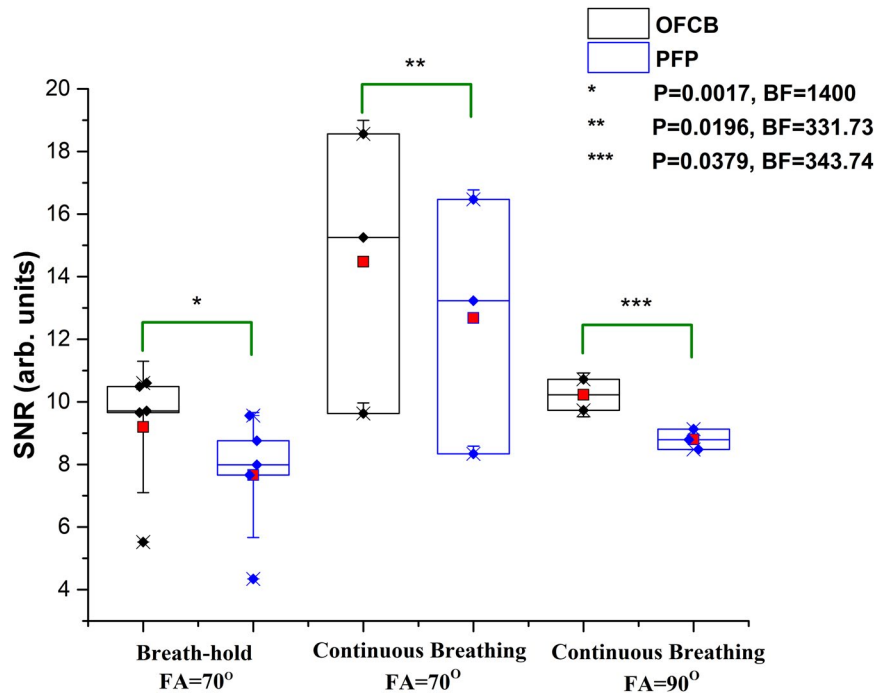 OFCB
PFP
* P=0.0017, BF=1400
** P=0.0196, BF=331.73
*** P=0.0379, BF=343.74
SNR (arb. units)
20
18
16
14
12
10
8
6
4
*
**
***
Breath-hold
FA=70°
Continuous Breathing
FA=70°
Continuous Breathing
FA=90°